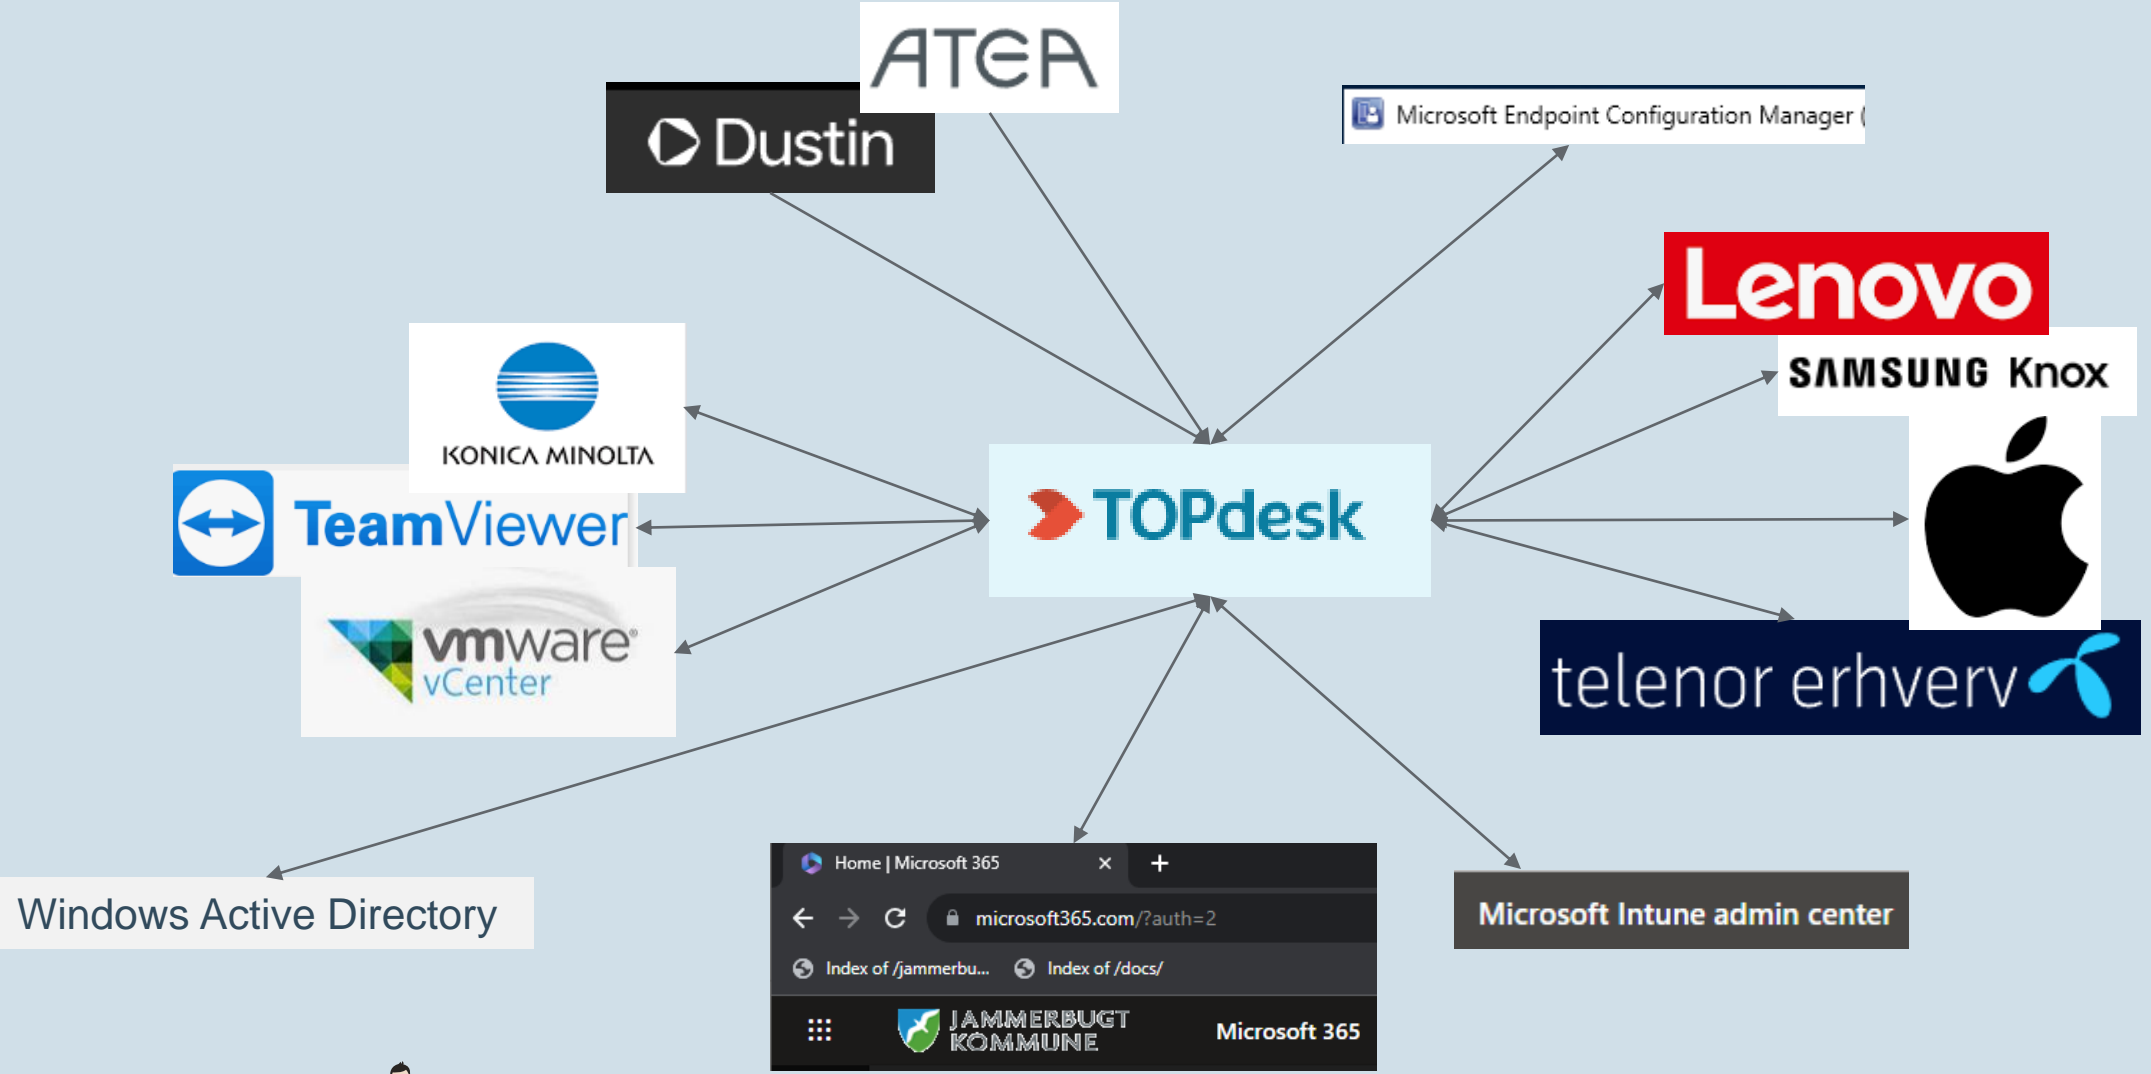 ATEA
Dustin
Microsoft Endpoint Configuration Manager (
Lenovo
SAMSUNG Knox
KONICA MINOLTA
TeamViewer
TOPdesk
vmware®
vCenter
telenor erhverv
Windows Active Directory
Home | Microsoft 365
microsoft365.com/?auth=2
Index of /jammerbu... Index of /docs/
JAMMERBUGT
KOMMUNE
Microsoft 365
Microsoft Intune admin center